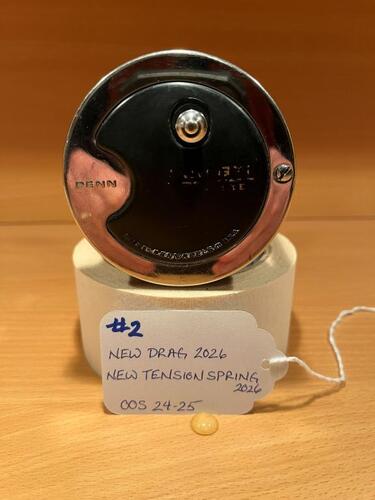 PENN
#2
NEW DRAG 2026
NEW TENSION SPRING
2026
OOS 24-25